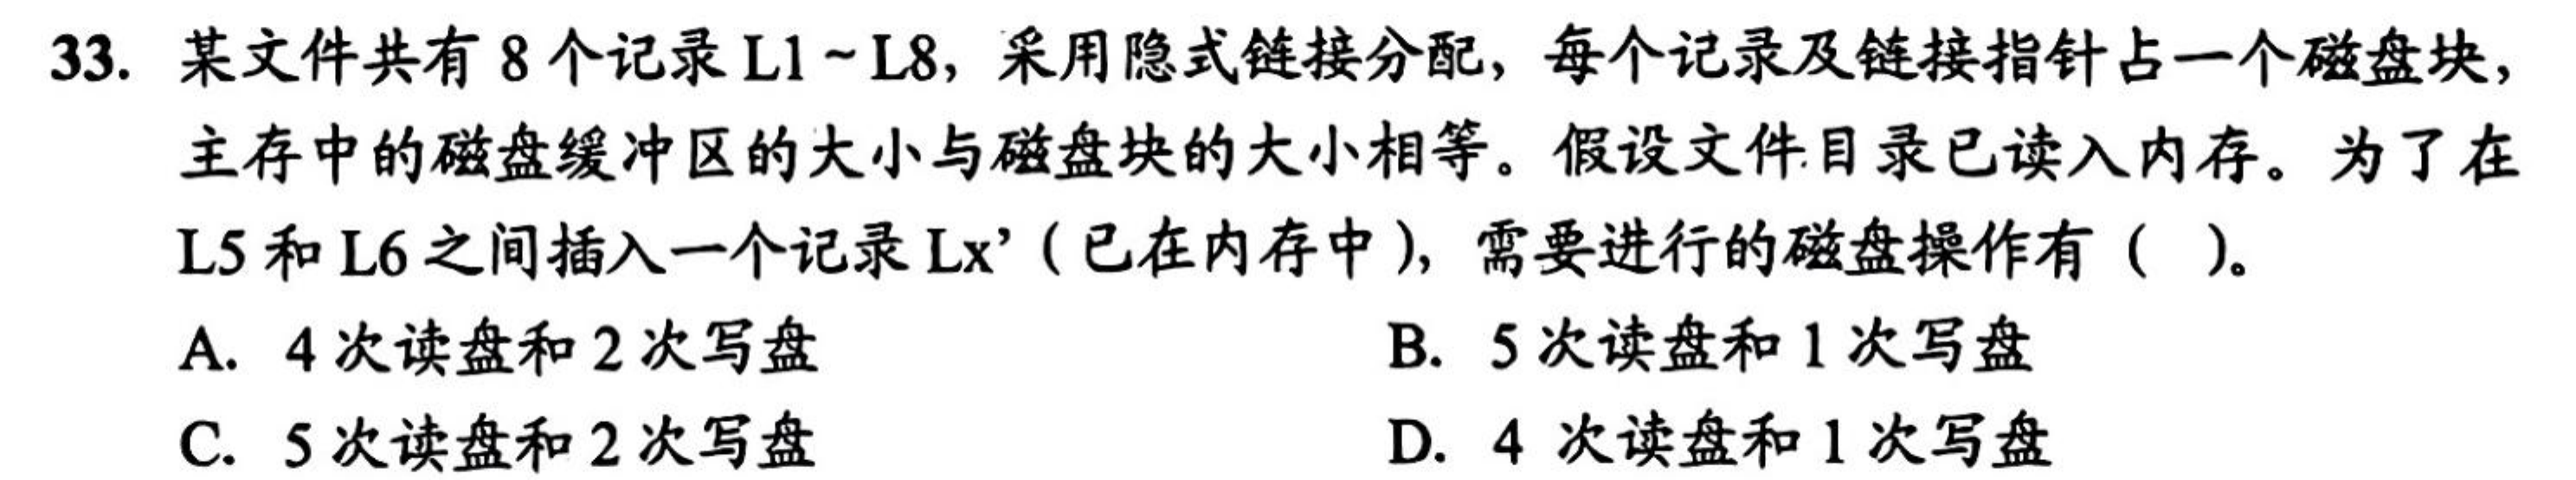 33. 某文件共有 8 个记录 L1 ~ L8，采用隐式链接分配，每个记录及链接指针占一个磁盘块，
主存中的磁盘缓冲区的大小与磁盘块的大小相等。假设文件目录已读入内存。为了在
L5 和 L6 之间插入一个记录 Lx’（已在内存中），需要进行的磁盘操作有（ ）。
A. 4 次读盘和 2 次写盘 B. 5 次读盘和 1 次写盘
C. 5 次读盘和 2 次写盘 D. 4 次读盘和 1 次写盘